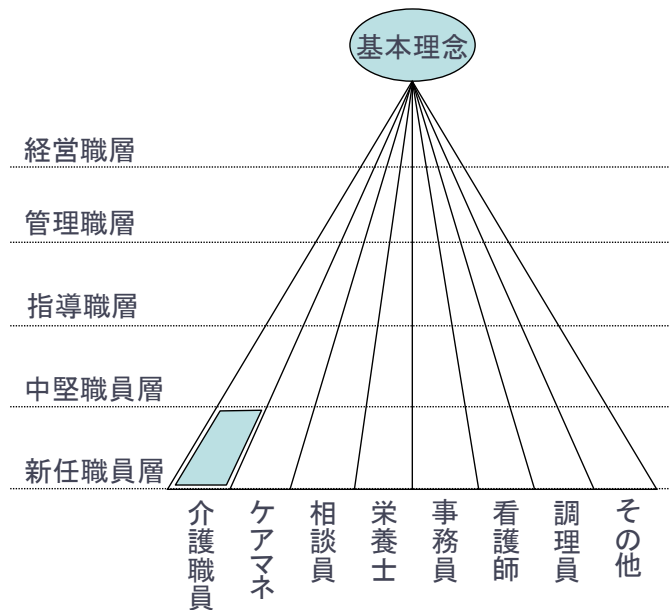 基本理念
経営職層
管理職層
指導職層
中堅職員層
新任職員層
介護職員
ケアマネ
相談員
栄養士
事務員
看護師
調理員
その他